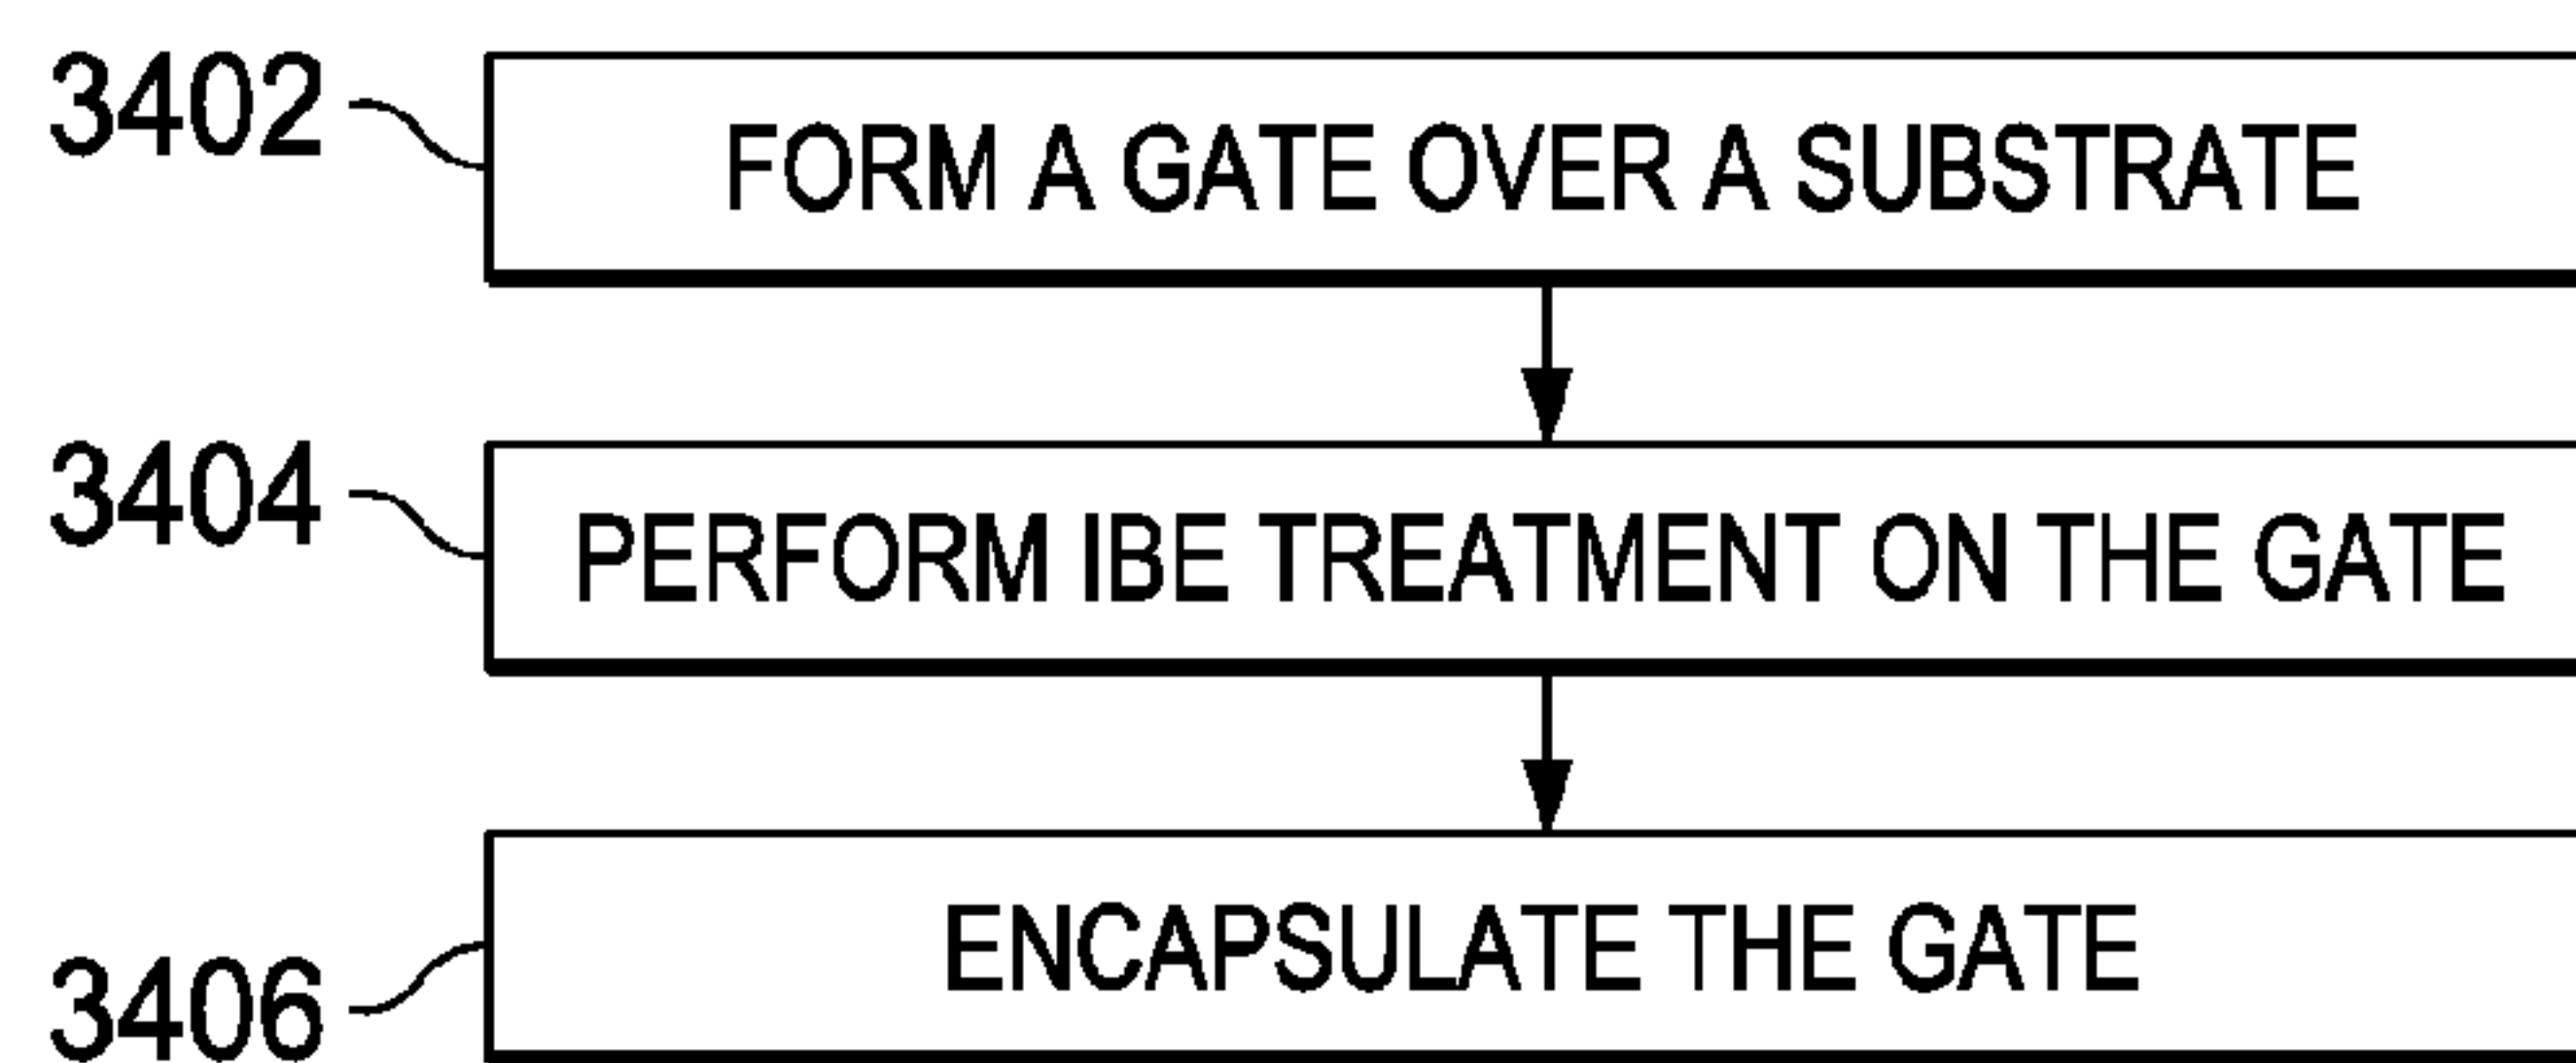 3402 FORM A GATE OVER A SUBSTRATE
3404 PERFORM IBE TREATMENT ON THE GATE
3406 ENCAPSULATE THE GATE